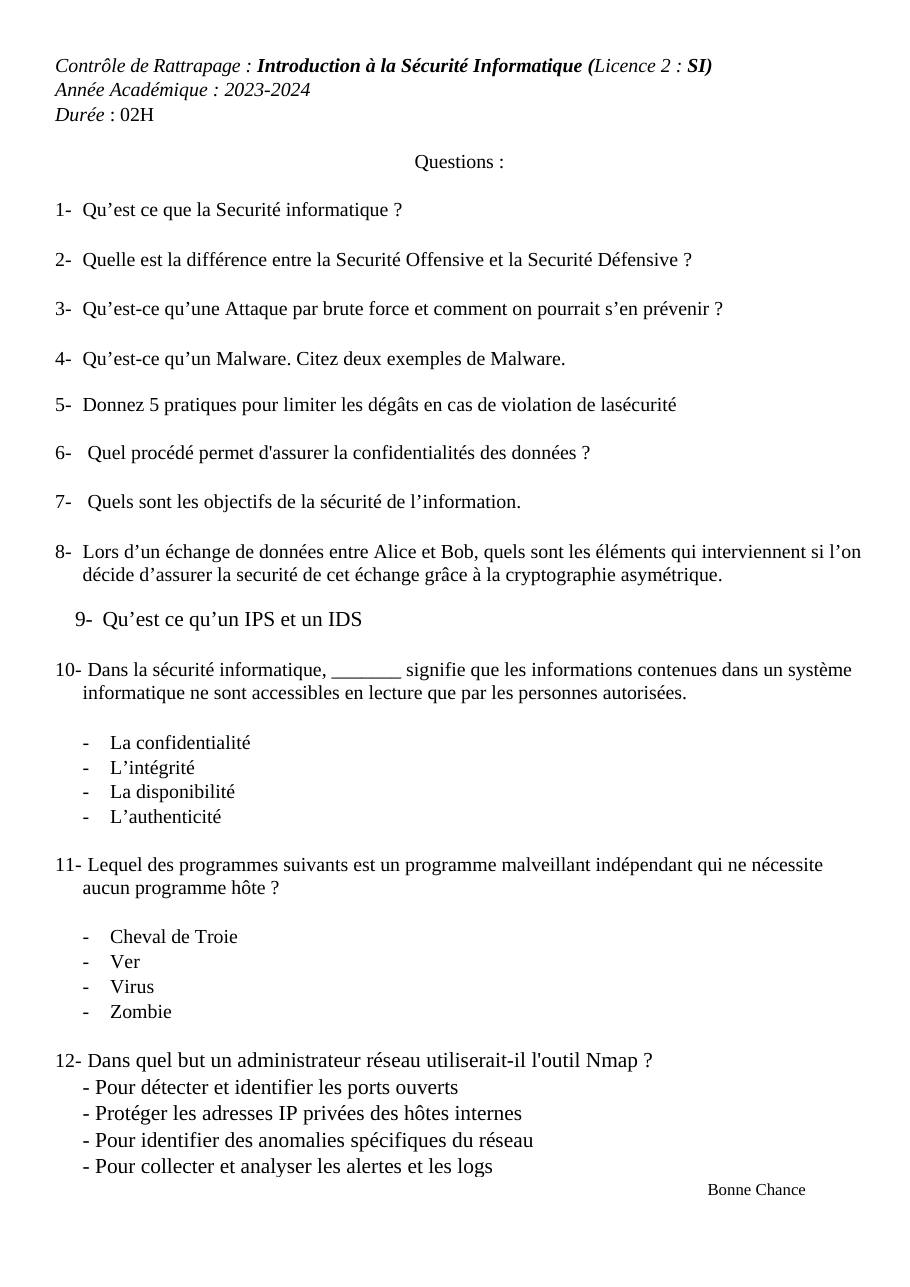 Contrôle de Rattrapage : Introduction à la Sécurité Informatique (Licence 2 : SI)
Année Académique : 2023-2024
Durée : 02H
Questions :
1- Qu’est ce que la Securité informatique ?
2- Quelle est la différence entre la Securité Offensive et la Securité Défensive ?
3- Qu’est-ce qu’une Attaque par brute force et comment on pourrait s’en prévenir ?
4- Qu’est-ce qu’un Malware. Citez deux exemples de Malware.
5- Donnez 5 pratiques pour limiter les dégâts en cas de violation de lasécurité
6- Quel procédé permet d'assurer la confidentialités des données ?
7- Quels sont les objectifs de la sécurité de l’information.
8- Lors d’un échange de données entre Alice et Bob, quels sont les éléments qui interviennent si l’on
décide d’assurer la securité de cet échange grâce à la cryptographie asymétrique.
9- Qu’est ce qu’un IPS et un IDS
10- Dans la sécurité informatique, _______ signifie que les informations contenues dans un système
informatique ne sont accessibles en lecture que par les personnes autorisées.
- La confidentialité
- L’intégrité
- La disponibilité
- L’authenticité
11- Lequel des programmes suivants est un programme malveillant indépendant qui ne nécessite
aucun programme hôte ?
- Cheval de Troie
- Ver
- Virus
- Zombie
12- Dans quel but un administrateur réseau utiliserait-il l'outil Nmap ?
- Pour détecter et identifier les ports ouverts
- Protéger les adresses IP privées des hôtes internes
- Pour identifier des anomalies spécifiques du réseau
- Pour collecter et analyser les alertes et les logs
Bonne Chance